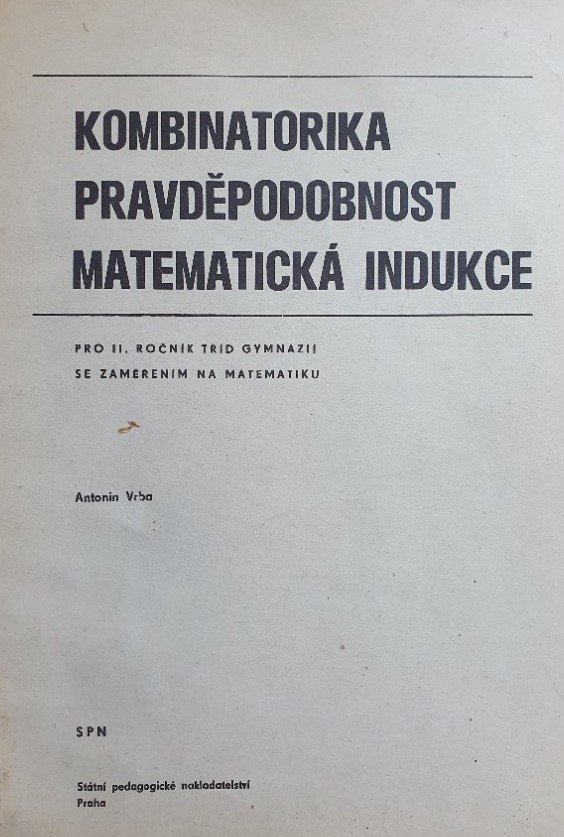 KOMBINATORIKA
PRAVDĚPODOBNOST
MATEMATICKÁ INDUKCE
PRO II. ROČNÍK TŘÍD GYMNAZIÍ
SE ZAMĚŘENÍM NA MATEMATIKU
Antonín Vrba
SPN
Státní pedagogické nakladatelství
Praha